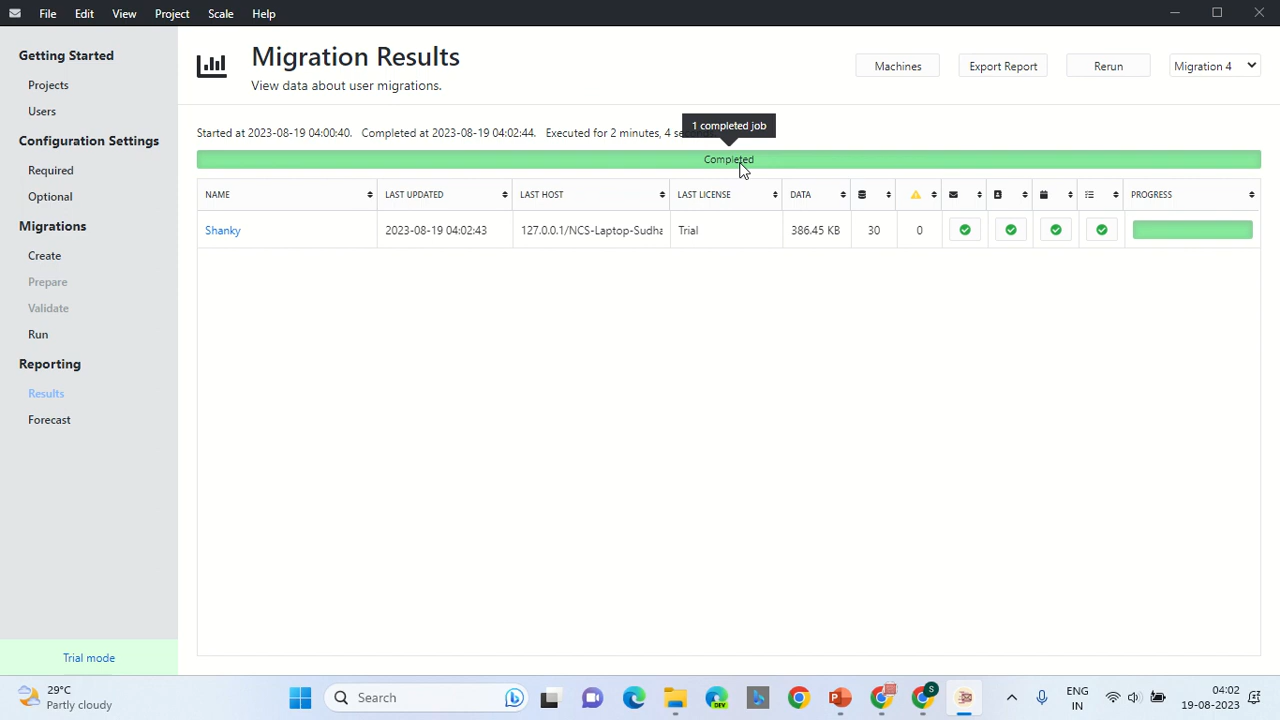 File Edit View Project Scale Help
Getting Started
Projects
Users
Configuration Settings
Required
Optional
Migrations
Create
Prepare
Validate
Run
Reporting
Results
Forecast
Trial mode
Migration Results
View data about user migrations.
Machines Export Report Rerun Migration 4
Started at 2023-08-19 04:00:40. Completed at 2023-08-19 04:02:44. Executed for 2 minutes, 4
1 completed job
Completed
NAME LAST UPDATED LAST HOST LAST LICENSE DATA PROGRESS
Shanky 2023-08-19 04:02:43 127.0.0.1/NCS-Laptop-Sudha Trial 386.45 KB 30 0
29°C
Partly cloudy
Search
DEV
S
ENG
IN
04:02
19-08-2023